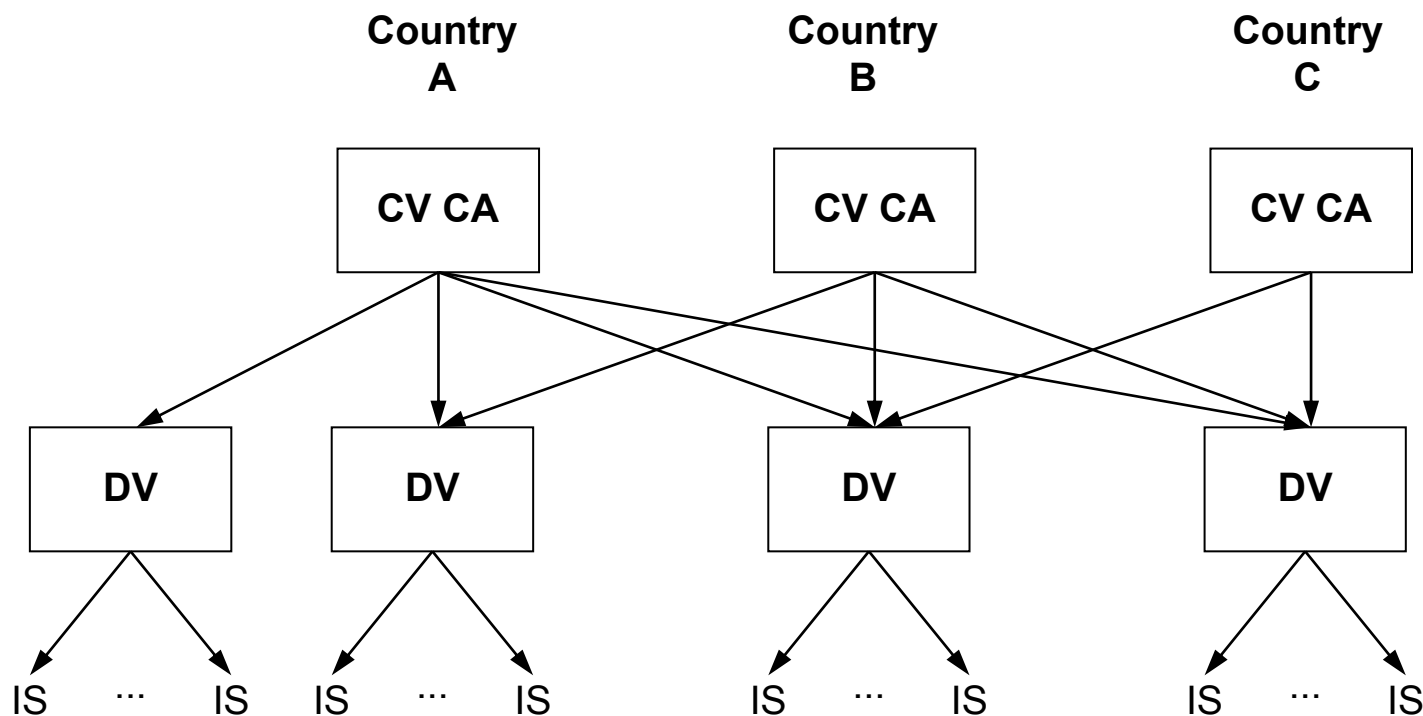 Country Country Country
A B C
CV CA CV CA CV CA
DV DV DV DV
IS ... IS IS ... IS IS ... IS IS ... IS